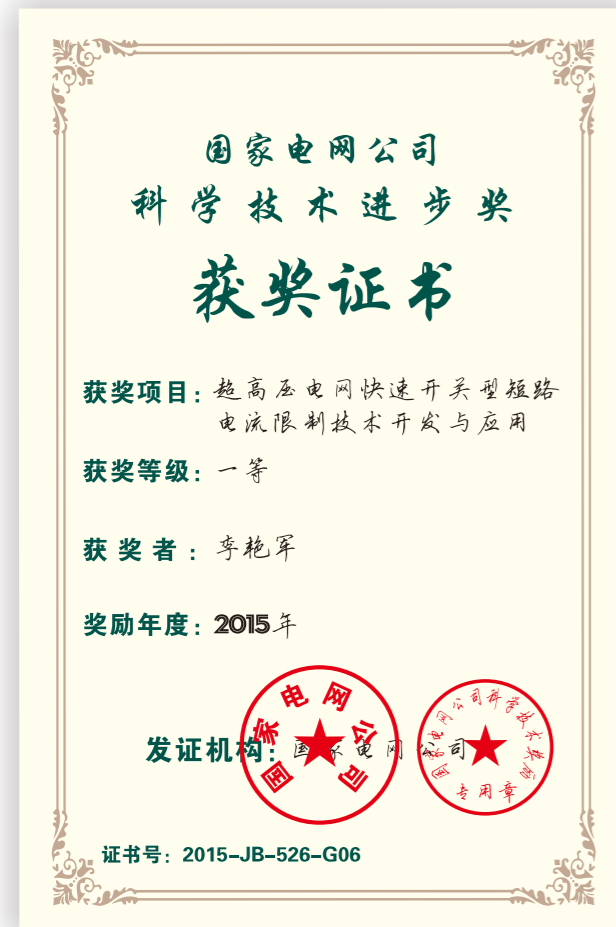 国家电网公司
科学技术进步奖
获奖证书
获奖项目：超高压电网快速开关型短路
电流限制技术开发与应用
获奖等级：一等
获奖者：李艳军
奖励年度：2015年
发证机构：国家电网公司
国家电网公司
国家电网公司科学技术奖励
专用章
证书号：2015-JB-526-G06